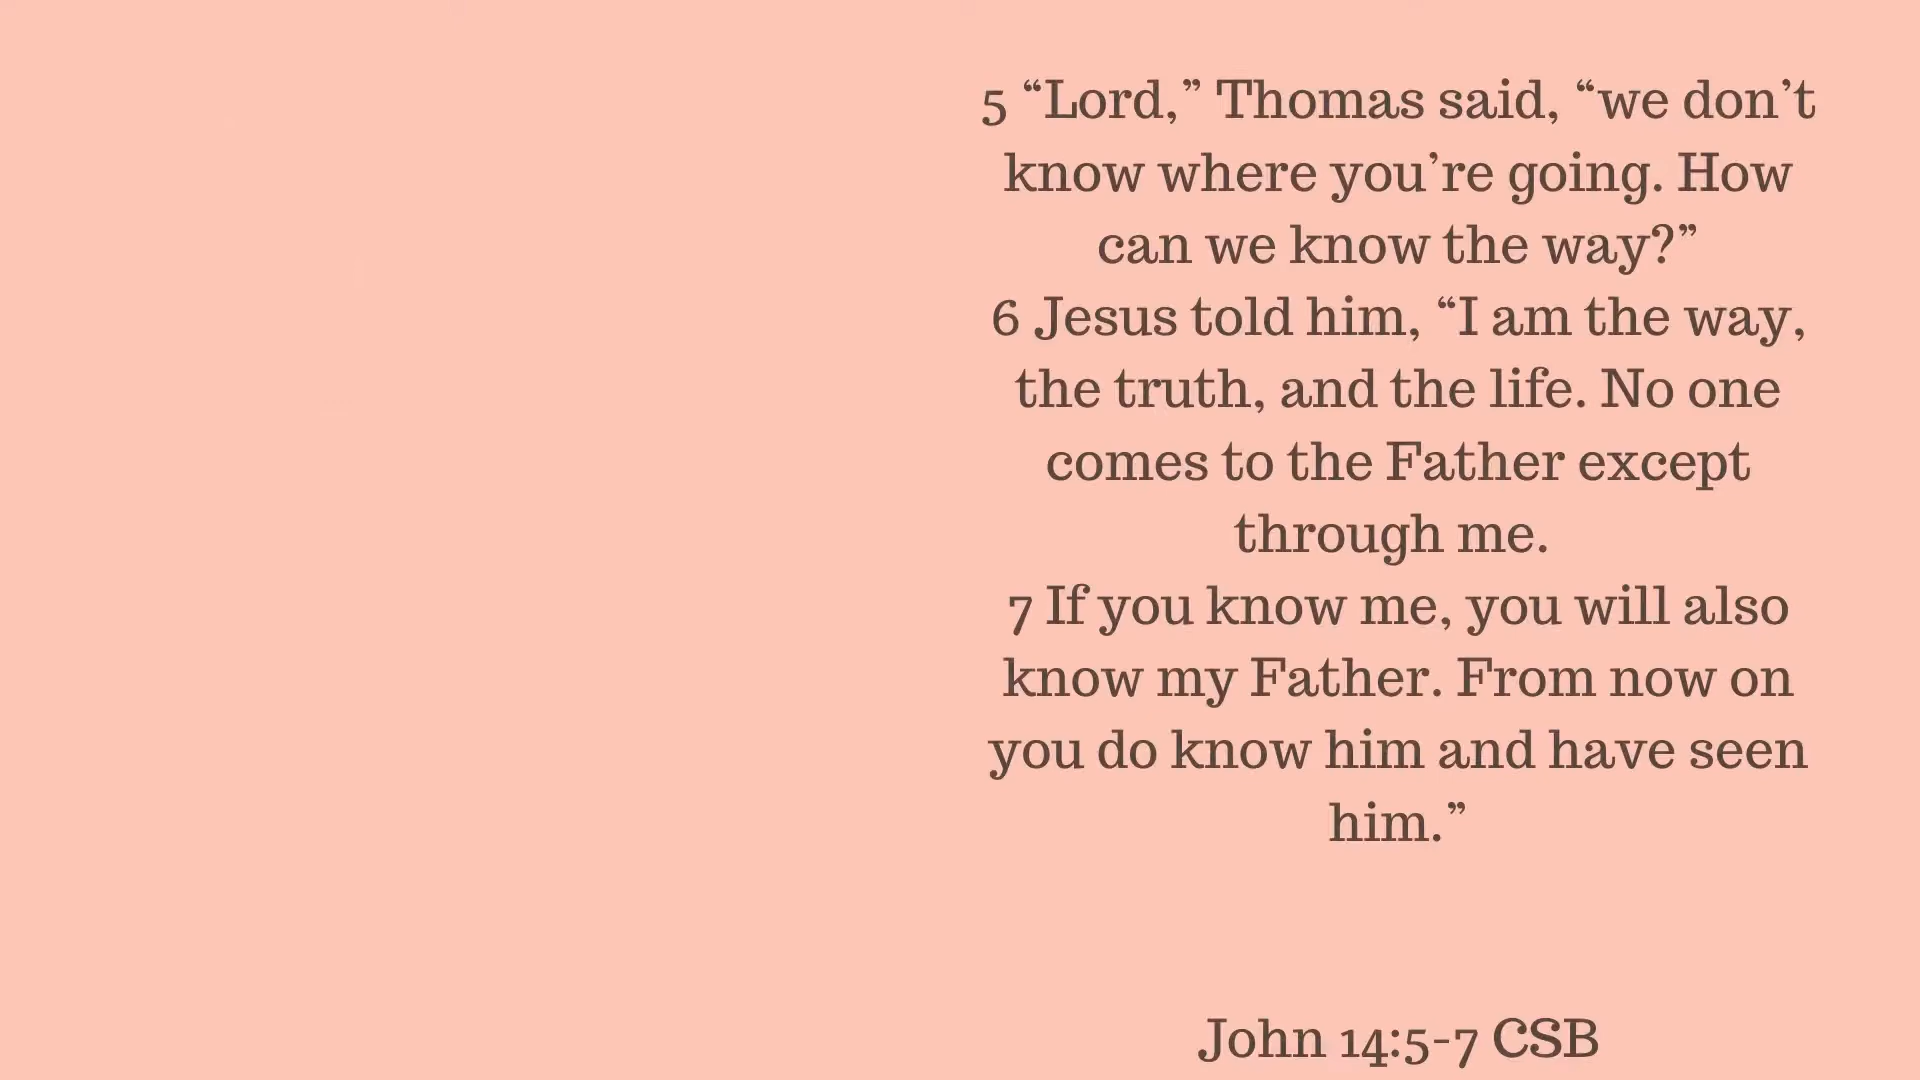 5 “Lord,” Thomas said, “we don’t
know where you’re going. How
can we know the way?”
6 Jesus told him, “I am the way,
the truth, and the life. No one
comes to the Father except
through me.
7 If you know me, you will also
know my Father. From now on
you do know him and have seen
him.”
John 14:5-7 CSB